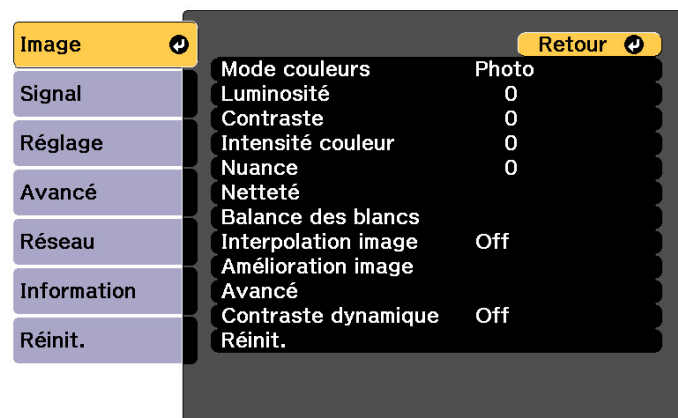 Image
Signal
Réglage
Avancé
Réseau
Information
Réinit.
Retour
Mode couleurs Photo
Luminosité 0
Contraste 0
Intensité couleur 0
Nuance 0
Netteté
Balance des blancs
Interpolation image Off
Amélioration image
Avancé
Contraste dynamique Off
Réinit.